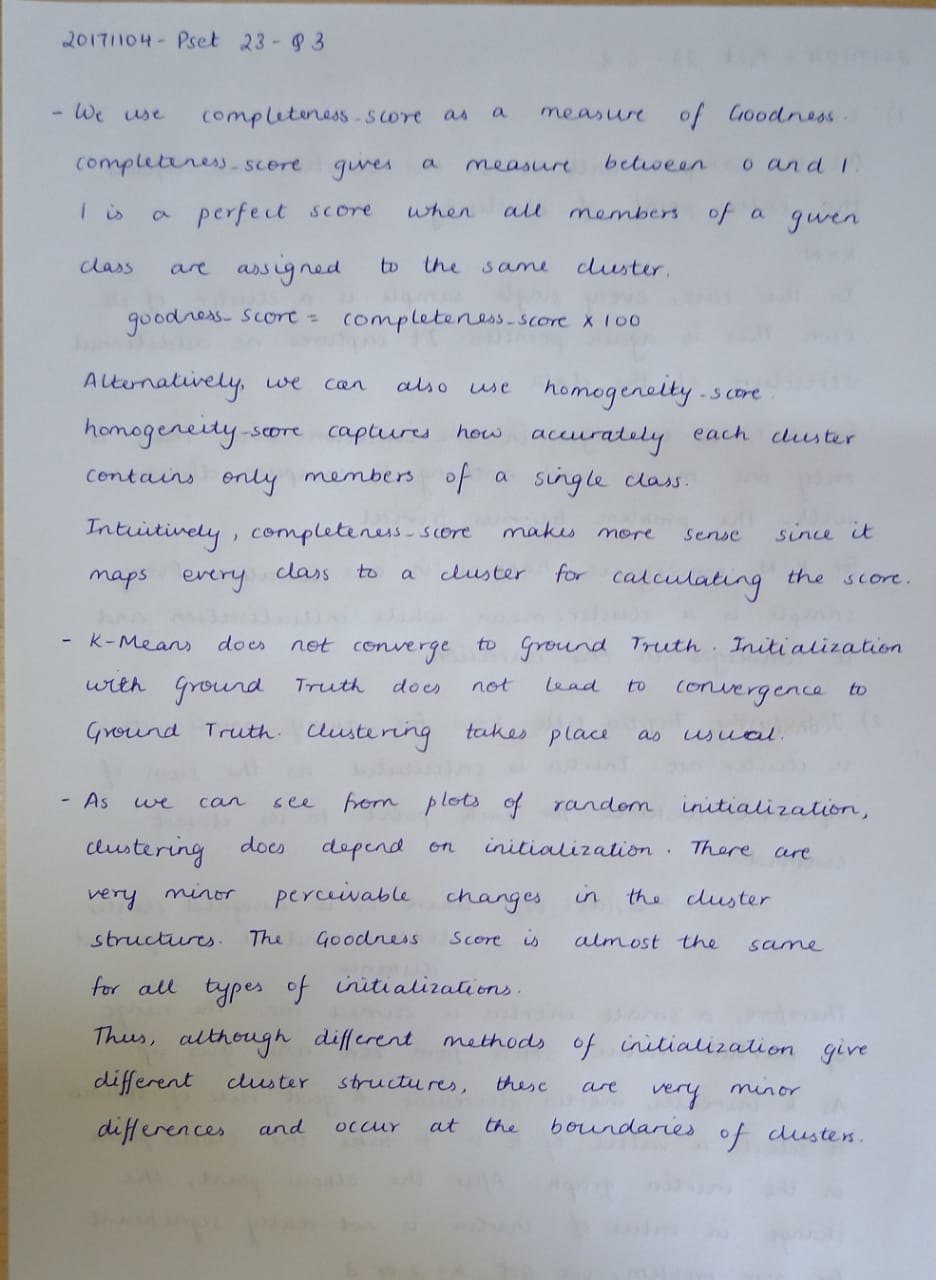 20171104 - Pset 23 - Q3
- We use completeness-score as a measure of Goodness.
completeness-score gives a measure between 0 and 1.
1 is a perfect score when all members of a given
class are assigned to the same cluster.
goodness-score = completeness-score x 100
Alternatively, we can also use homogeneity-score.
homogeneity-score captures how accurately each cluster
contains only members of a single class.
Intuitively, completeness-score makes more sense since it
maps every class to a cluster for calculating the score.
- K-Means does not converge to Ground Truth. Initialization
with Ground Truth does not lead to convergence to
Ground Truth. Clustering takes place as usual.
- As we can see from plots of random initialization,
clustering does depend on initialization. There are
very minor perceivable changes in the cluster
structures. The Goodness Score is almost the same
for all types of initializations.
Thus, although different methods of initialization give
different cluster structures, these are very minor
differences and occur at the boundaries of clusters.